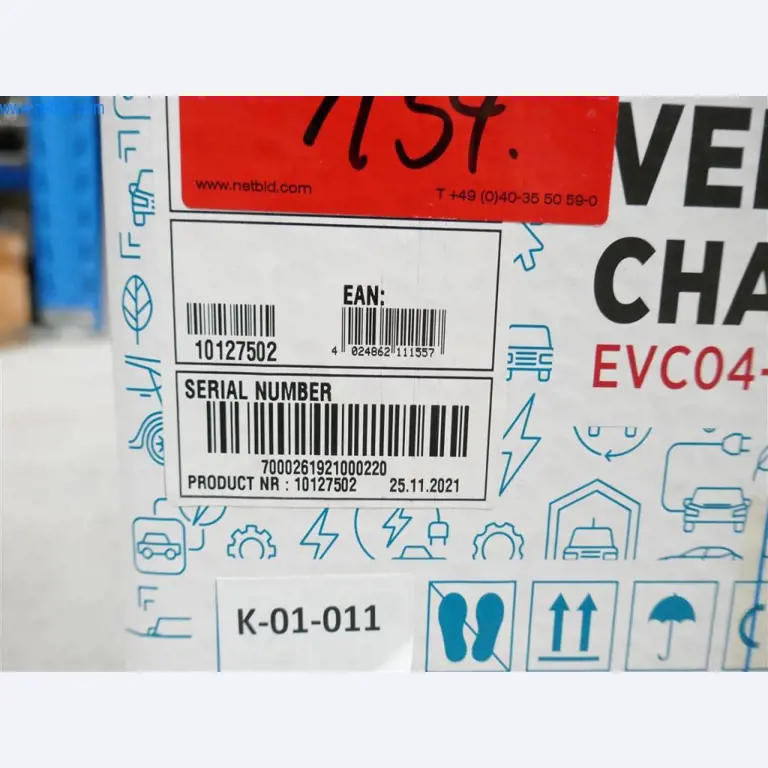 www.netbid.com
T +49 (0)40-35 50 59-0
VE
CHA
EVC04-
EAN:
10127502
4 024862 111557
SERIAL NUMBER
7000261921000220
PRODUCT NR : 10127502 25.11.2021
K-01-011